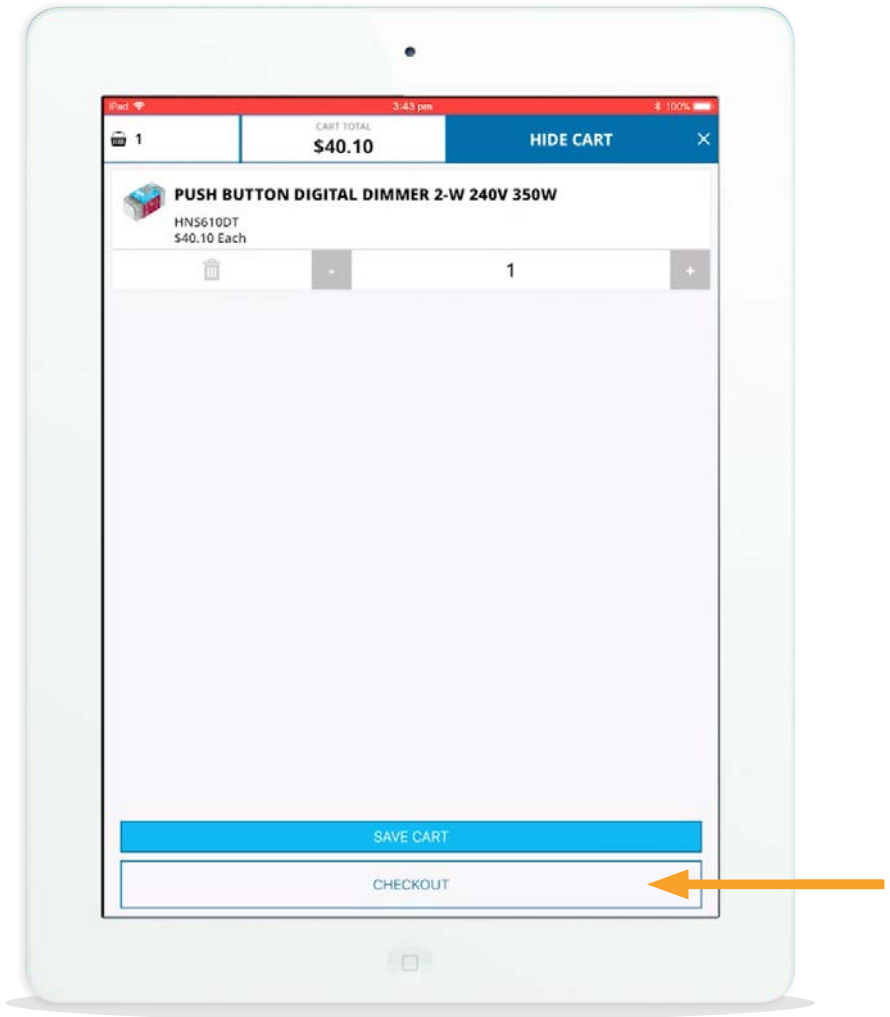 iPad 3:43 pm 100%
1
CART TOTAL
$40.10
HIDE CART ×
PUSH BUTTON DIGITAL DIMMER 2-W 240V 350W
HNS610DT
$40.10 Each
- 1 +
SAVE CART
CHECKOUT